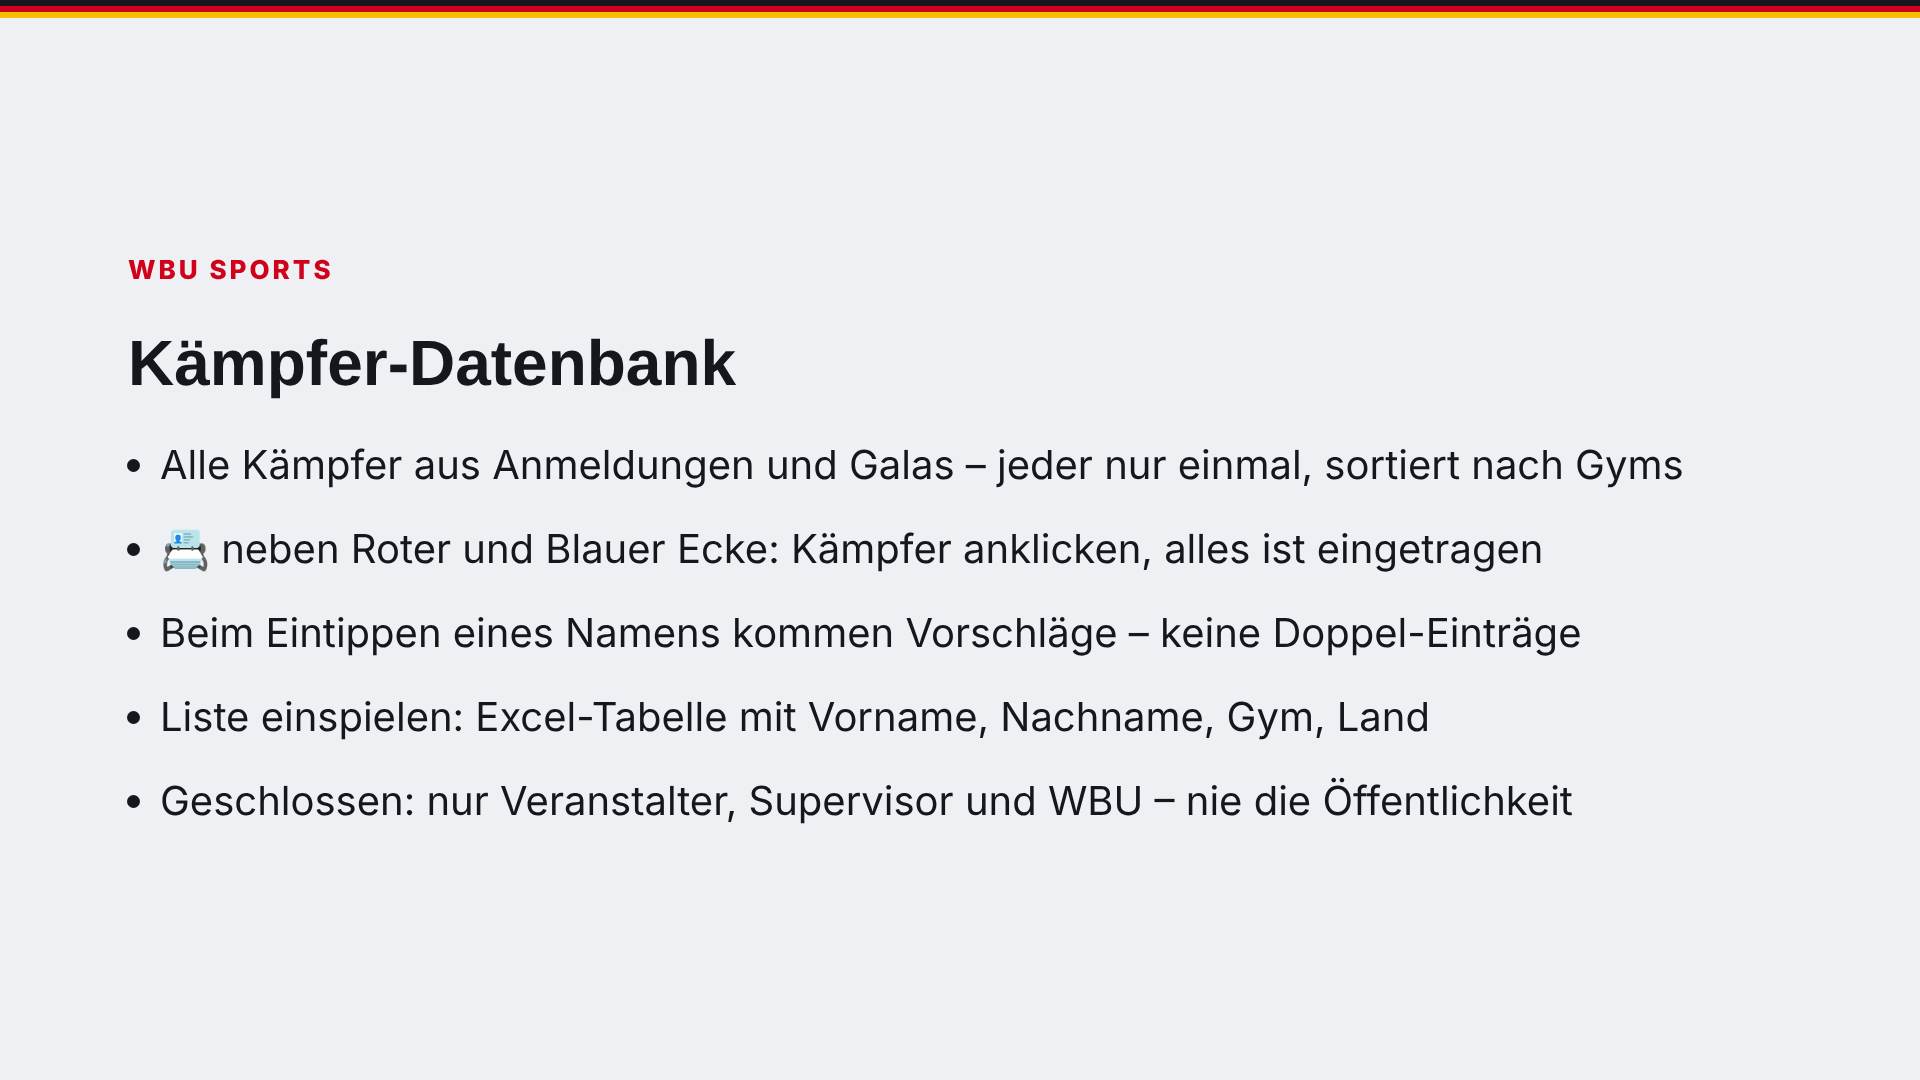 WBU SPORTS
Kämpfer-Datenbank
• Alle Kämpfer aus Anmeldungen und Galas – jeder nur einmal, sortiert nach Gyms
• 📇 neben Roter und Blauer Ecke: Kämpfer anklicken, alles ist eingetragen
• Beim Eintippen eines Namens kommen Vorschläge – keine Doppel-Einträge
• Liste einspielen: Excel-Tabelle mit Vorname, Nachname, Gym, Land
• Geschlossen: nur Veranstalter, Supervisor und WBU – nie die Öffentlichkeit